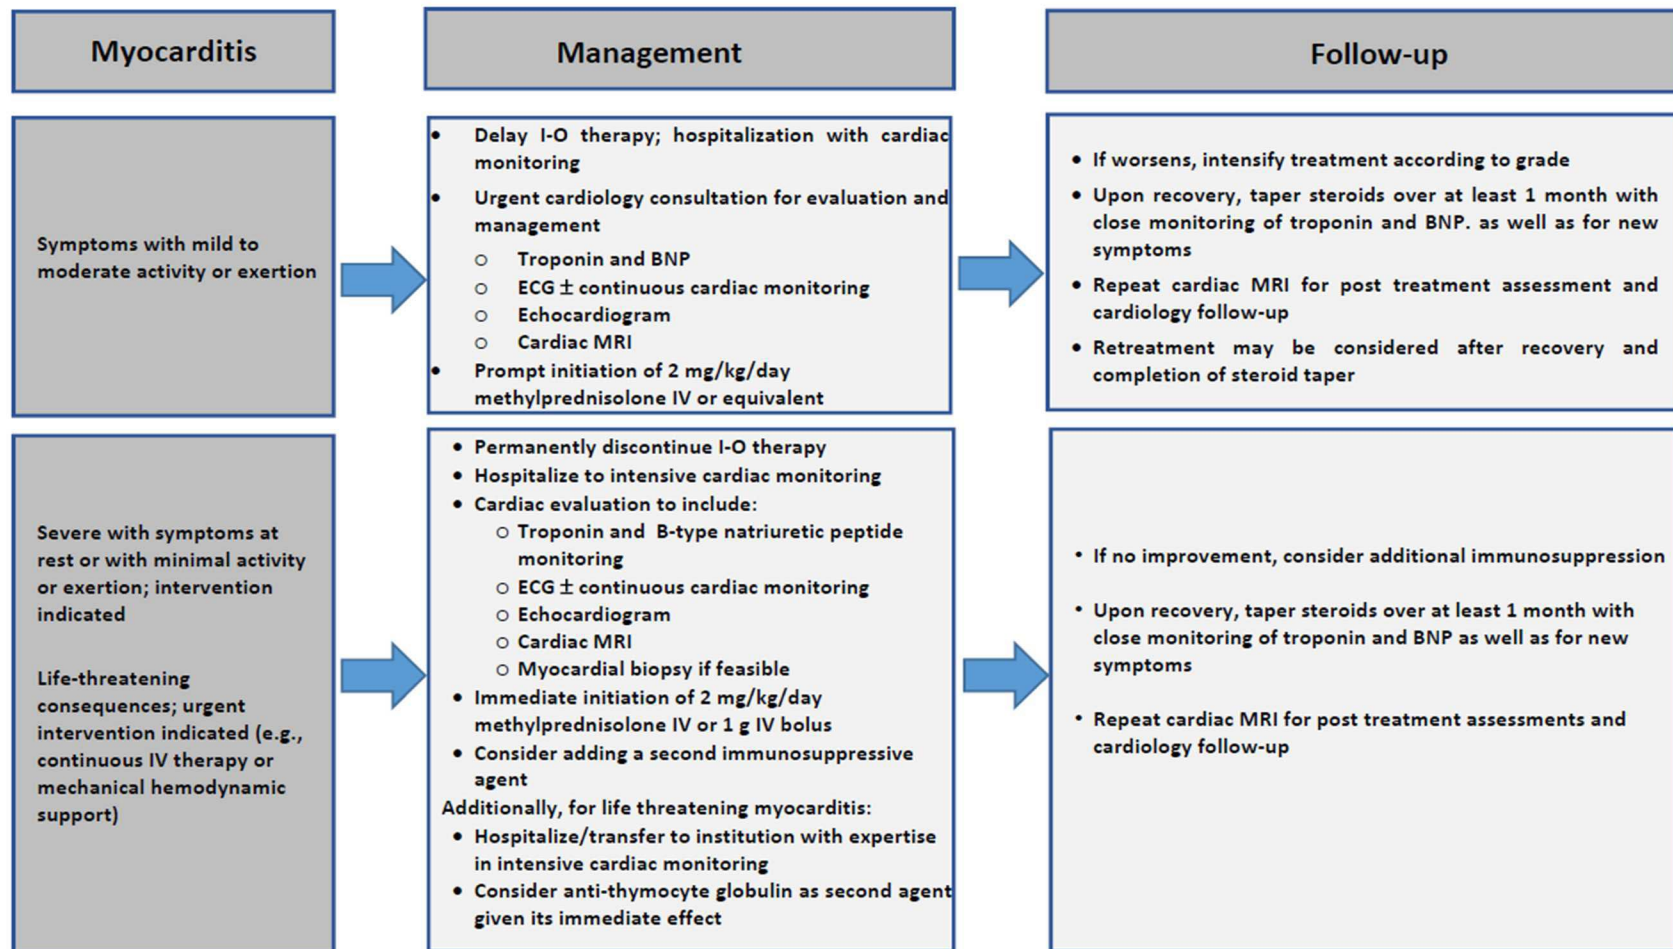 Myocarditis
Management
Follow-up
Symptoms with mild to
moderate activity or exertion
• Delay I-O therapy; hospitalization with cardiac
monitoring
• Urgent cardiology consultation for evaluation and
management
o Troponin and BNP
o ECG ± continuous cardiac monitoring
o Echocardiogram
o Cardiac MRI
• Prompt initiation of 2 mg/kg/day
methylprednisolone IV or equivalent
• If worsens, intensify treatment according to grade
• Upon recovery, taper steroids over at least 1 month with
close monitoring of troponin and BNP. as well as for new
symptoms
• Repeat cardiac MRI for post treatment assessment and
cardiology follow-up
• Retreatment may be considered after recovery and
completion of steroid taper
Severe with symptoms at
rest or with minimal activity
or exertion; intervention
indicated
Life-threatening
consequences; urgent
intervention indicated (e.g.,
continuous IV therapy or
mechanical hemodynamic
support)
• Permanently discontinue I-O therapy
• Hospitalize to intensive cardiac monitoring
• Cardiac evaluation to include:
o Troponin and B-type natriuretic peptide
monitoring
o ECG ± continuous cardiac monitoring
o Echocardiogram
o Cardiac MRI
o Myocardial biopsy if feasible
• Immediate initiation of 2 mg/kg/day
methylprednisolone IV or 1 g IV bolus
• Consider adding a second immunosuppressive
agent
Additionally, for life threatening myocarditis:
• Hospitalize/transfer to institution with expertise
in intensive cardiac monitoring
• Consider anti-thymocyte globulin as second agent
given its immediate effect
• If no improvement, consider additional immunosuppression
• Upon recovery, taper steroids over at least 1 month with
close monitoring of troponin and BNP as well as for new
symptoms
• Repeat cardiac MRI for post treatment assessments and
cardiology follow-up